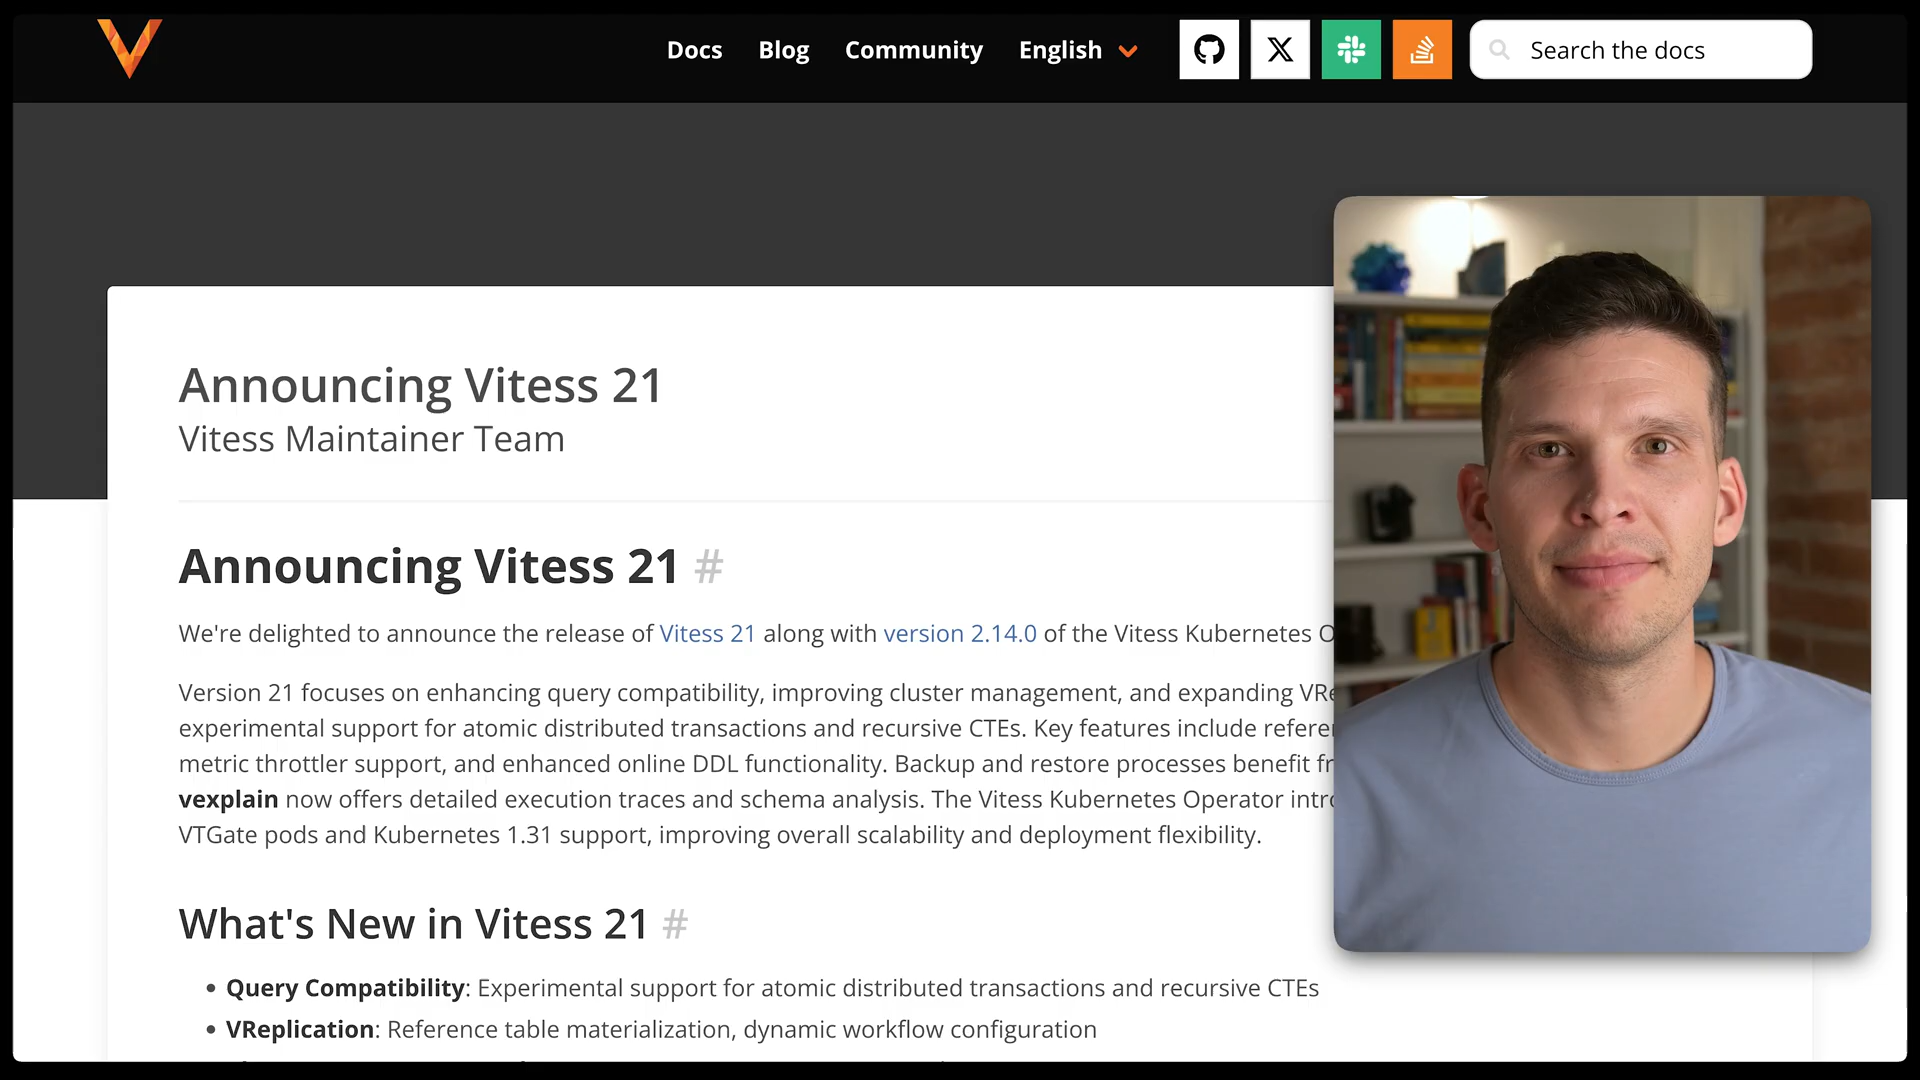 Docs Blog Community English Search the docs
Announcing Vitess 21
Vitess Maintainer Team
Announcing Vitess 21 #
We're delighted to announce the release of Vitess 21 along with version 2.14.0 of the Vitess Kubernetes
Version 21 focuses on enhancing query compatibility, improving cluster management, and expanding
experimental support for atomic distributed transactions and recursive CTEs. Key features include
metric throttler support, and enhanced online DDL functionality. Backup and restore processes benefit
vexplain now offers detailed execution traces and schema analysis. The Vitess Kubernetes Operator
VTGate pods and Kubernetes 1.31 support, improving overall scalability and deployment flexibility.
What's New in Vitess 21 #
• Query Compatibility: Experimental support for atomic distributed transactions and recursive CTEs
• VReplication: Reference table materialization, dynamic workflow configuration